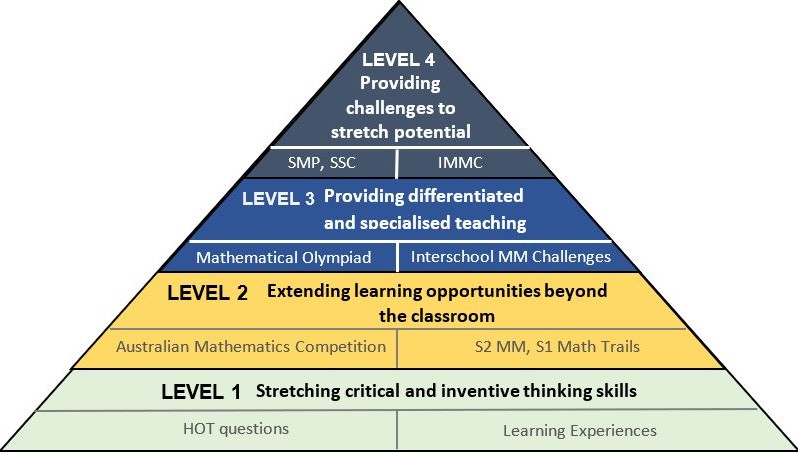 LEVEL 4
Providing
challenges to
stretch potential
SMP, SSC
IMMC
LEVEL 3 Providing differentiated
and specialised teaching
Mathematical Olympiad
Interschool MM Challenges
LEVEL 2 Extending learning opportunities beyond
the classroom
Australian Mathematics Competition
S2 MM, S1 Math Trails
LEVEL 1 Stretching critical and inventive thinking skills
HOT questions
Learning Experiences